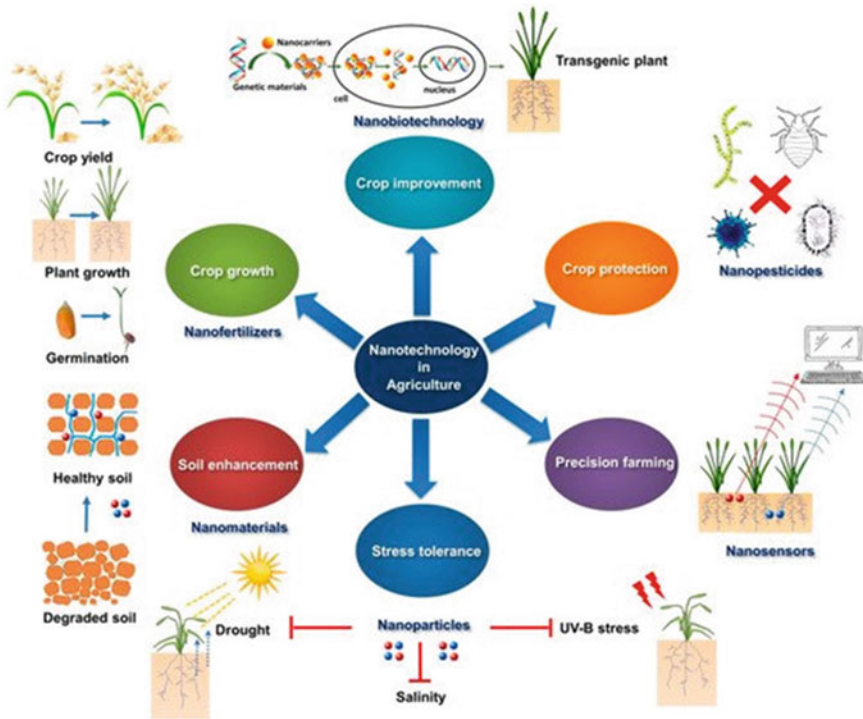 Nanocarriers
Genetic materials
cell
nucleus
Transgenic plant
Nanobiotechnology
Crop improvement
Crop yield
Plant growth
Germination
Crop growth
Nanofertilizers
Crop protection
Nanopesticides
Nanotechnology
in
Agriculture
Healthy soil
Degraded soil
Soil enhancement
Nanomaterials
Precision farming
Nanosensors
Stress tolerance
Nanoparticles
Drought
UV-B stress
Salinity